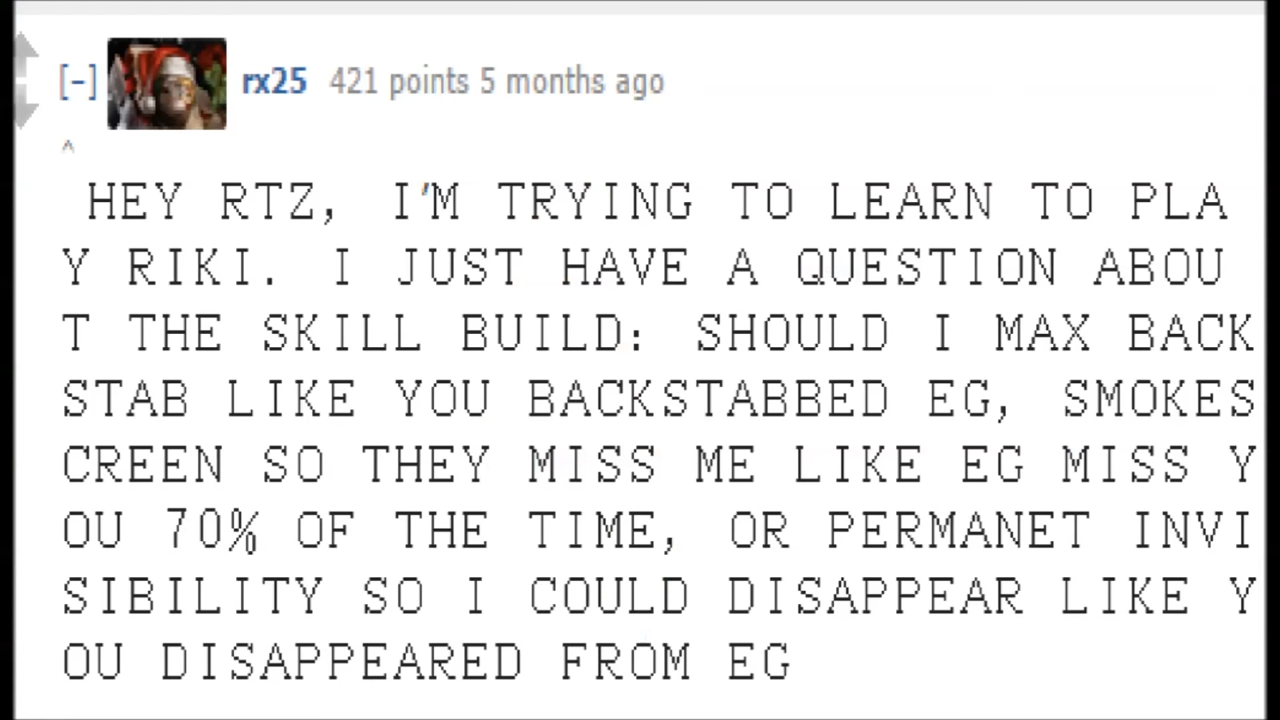 [-] rx25 421 points 5 months ago
^
HEY RTZ, I'M TRYING TO LEARN TO PLA
Y RIKI. I JUST HAVE A QUESTION ABOU
T THE SKILL BUILD: SHOULD I MAX BACK
STAB LIKE YOU BACKSTABBED EG, SMOKES
CREEN SO THEY MISS ME LIKE EG MISS Y
OU 70% OF THE TIME, OR PERMANET INVI
SIBILITY SO I COULD DISAPPEAR LIKE Y
OU DISAPPEARED FROM EG